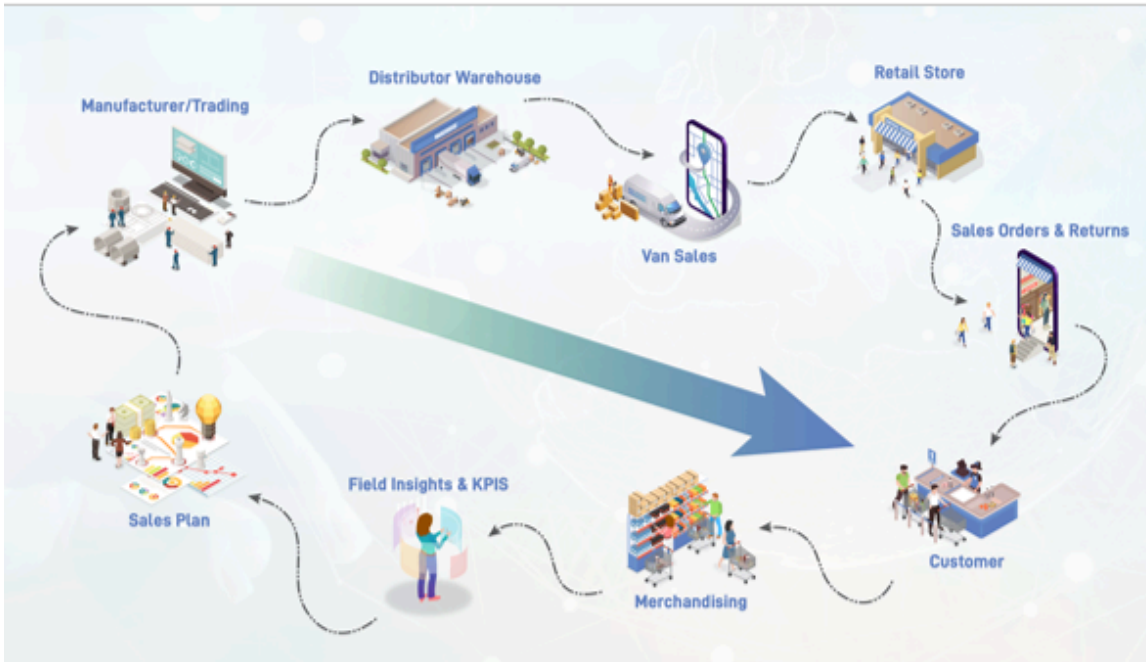 Manufacturer/Trading
Distributor Warehouse
Van Sales
Retail Store
Sales Orders & Returns
Customer
Merchandising
Field Insights & KPIS
Sales Plan